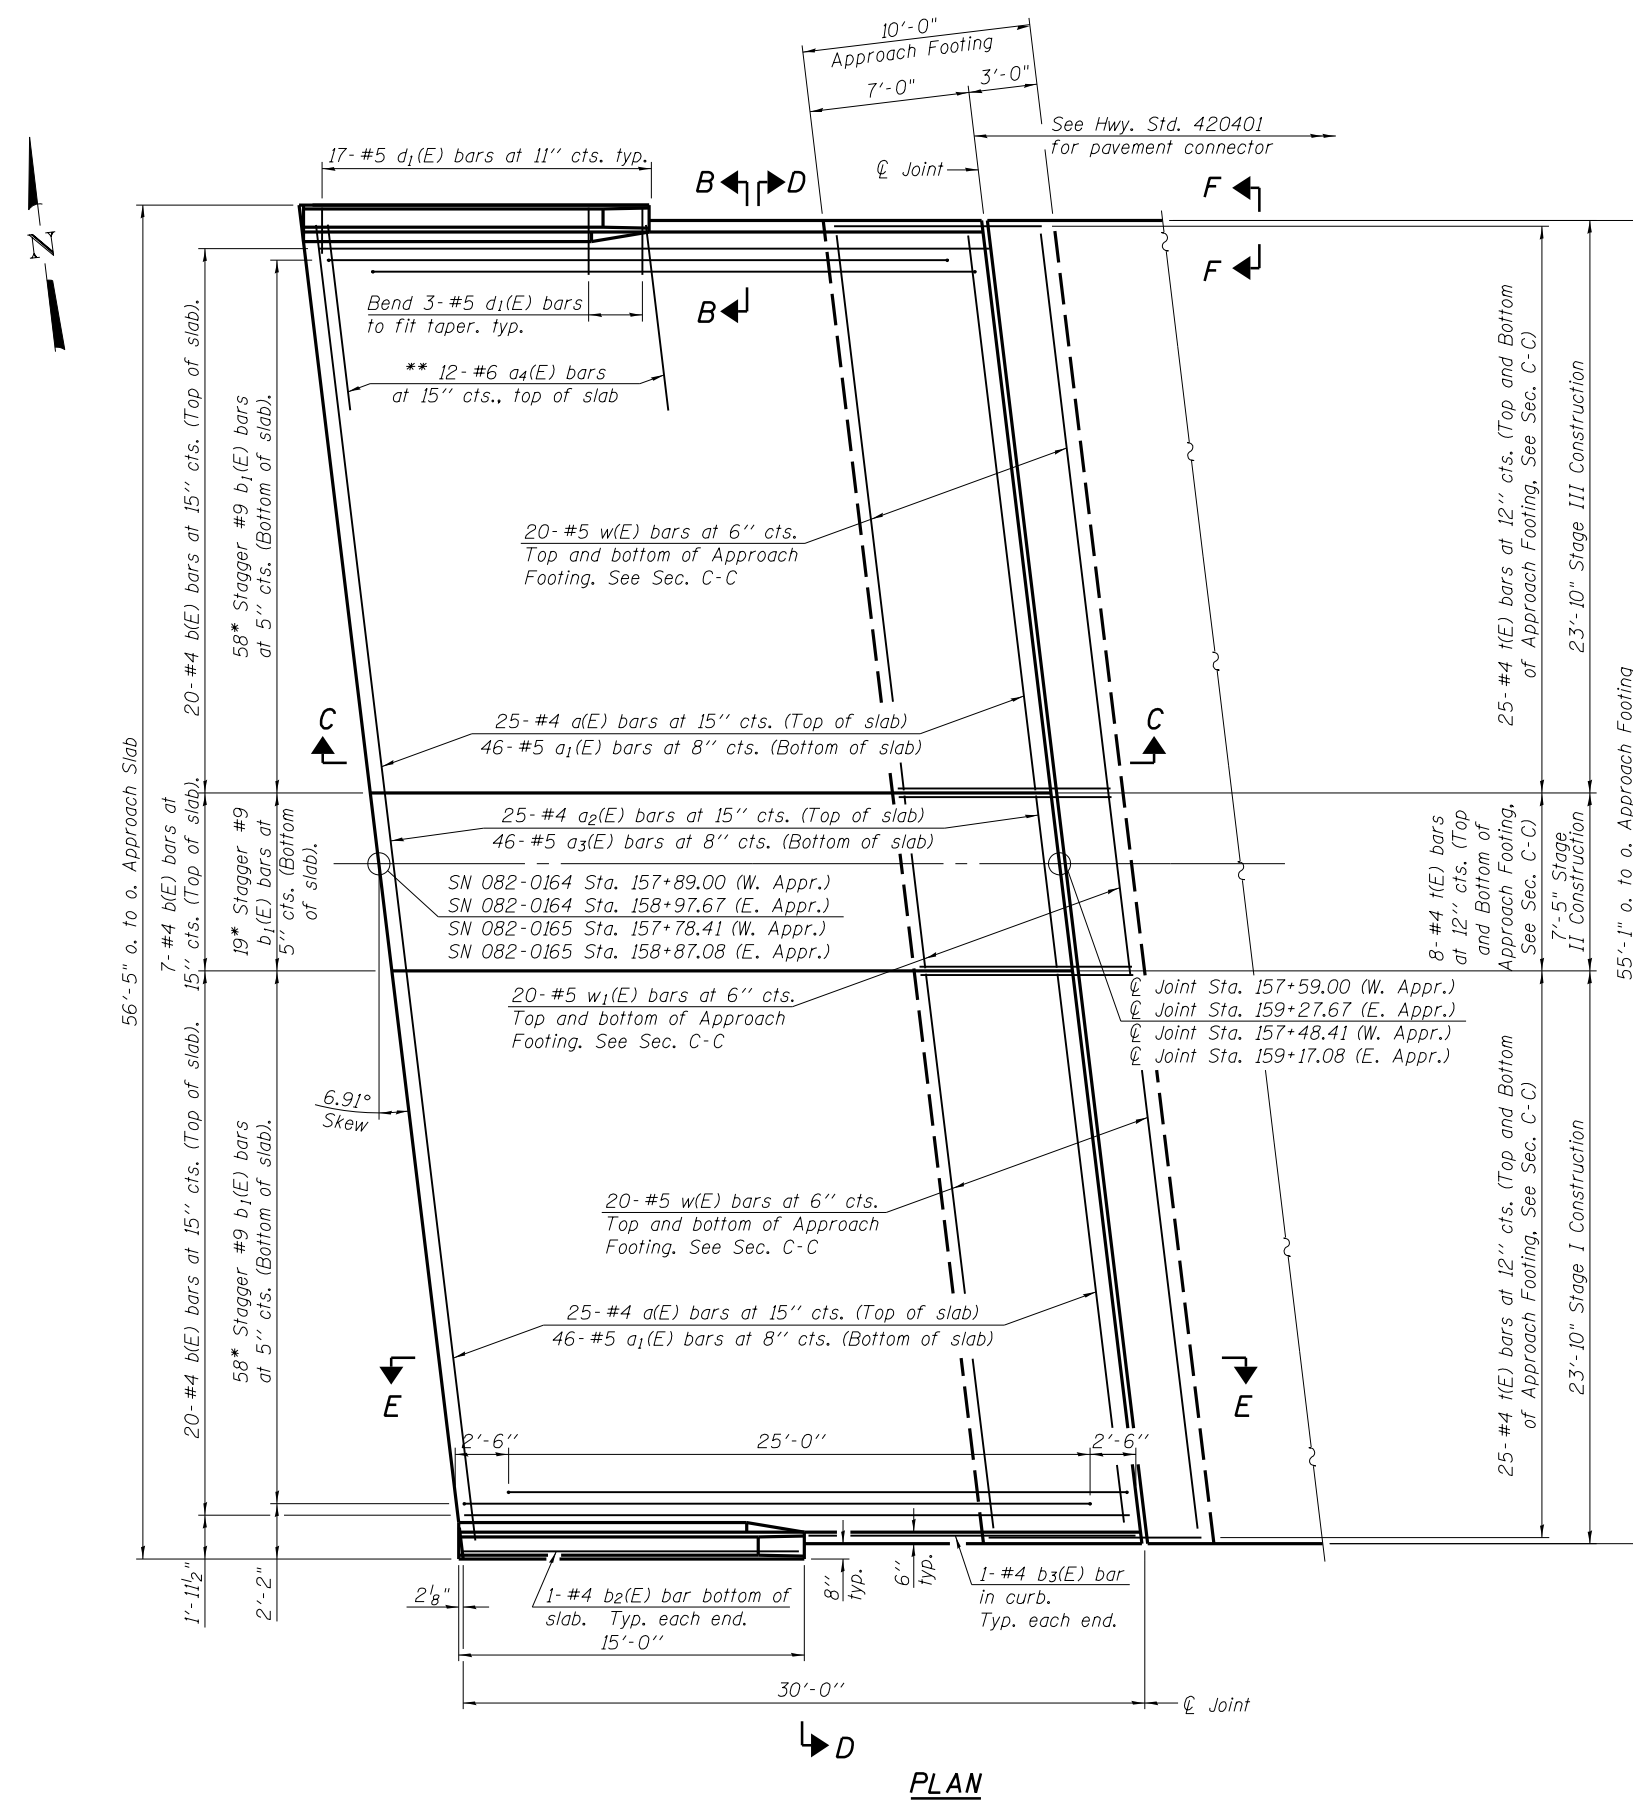 10'-0"
Approach Footing
7'-0"
3'-0"
See Hwy. Std. 420401
for pavement connector
℄ Joint
17-#5 d1(E) bars at 11" cts. typ.
B
D
F
F
B
N
Bend 3-#5 d1(E) bars
to fit taper. typ.
** 12-#6 a4(E) bars
at 15" cts., top of slab
20-#4 b(E) bars at 15" cts. (Top of slab).
58* Stagger #9 b1(E) bars
at 5" cts. (Bottom of slab).
25-#4 t(E) bars at 12" cts. (Top and Bottom
of Approach Footing, See Sec. C-C)
23'-10" Stage III Construction
20-#5 w(E) bars at 6" cts.
Top and bottom of Approach
Footing. See Sec. C-C
25-#4 a(E) bars at 15" cts. (Top of slab)
46-#5 a1(E) bars at 8" cts. (Bottom of slab)
C
C
56'-5" o. to o. Approach Slab
7-#4 b(E) bars at
15" cts. (Top of slab).
19* Stagger #9
b1(E) bars at
5" cts. (Bottom
of slab).
25-#4 a2(E) bars at 15" cts. (Top of slab)
46-#5 a3(E) bars at 8" cts. (Bottom of slab)
SN 082-0164 Sta. 157+89.00 (W. Appr.)
SN 082-0164 Sta. 158+97.67 (E. Appr.)
SN 082-0165 Sta. 157+78.41 (W. Appr.)
SN 082-0165 Sta. 158+87.08 (E. Appr.)
8-#4 t(E) bars
at 12" cts. (Top
and Bottom of
Approach Footing,
See Sec. C-C)
7'-5" Stage
II Construction
55'-1" o. to o. Approach Footing
20-#5 w1(E) bars at 6" cts.
Top and bottom of Approach
Footing. See Sec. C-C
℄ Joint Sta. 157+59.00 (W. Appr.)
℄ Joint Sta. 159+27.67 (E. Appr.)
℄ Joint Sta. 157+48.41 (W. Appr.)
℄ Joint Sta. 159+17.08 (E. Appr.)
6.91°
Skew
20-#4 b(E) bars at 15" cts. (Top of slab).
58* Stagger #9 b1(E) bars
at 5" cts. (Bottom of slab).
20-#5 w(E) bars at 6" cts.
Top and bottom of Approach
Footing. See Sec. C-C
25-#4 t(E) bars at 12" cts. (Top and Bottom
of Approach Footing, See Sec. C-C)
23'-10" Stage I Construction
25-#4 a(E) bars at 15" cts. (Top of slab)
46-#5 a1(E) bars at 8" cts. (Bottom of slab)
E
E
2'-6"
25'-0"
2'-6"
1'-11½"
2'-2"
2⅛"
1-#4 b2(E) bar bottom of
slab. Typ. each end.
8"
typ.
6"
typ.
1-#4 b3(E) bar
in curb.
Typ. each end.
15'-0"
30'-0"
℄ Joint
D
PLAN